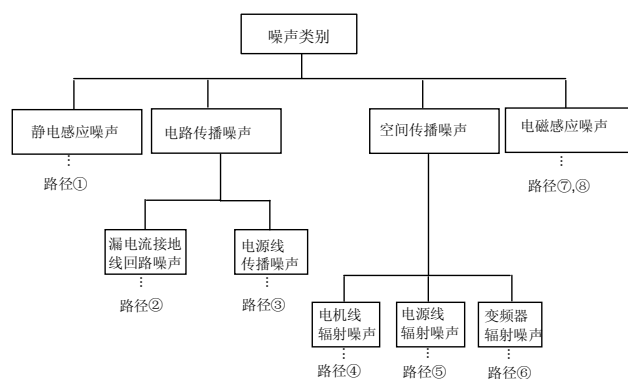 噪声类别
静电感应噪声
电路传播噪声
空间传播噪声
电磁感应噪声
路径①
路径⑦,⑧
漏电流接地
线回路噪声
电源线
传播噪声
路径②
路径③
电机线
辐射噪声
电源线
辐射噪声
变频器
辐射噪声
路径④
路径⑤
路径⑥